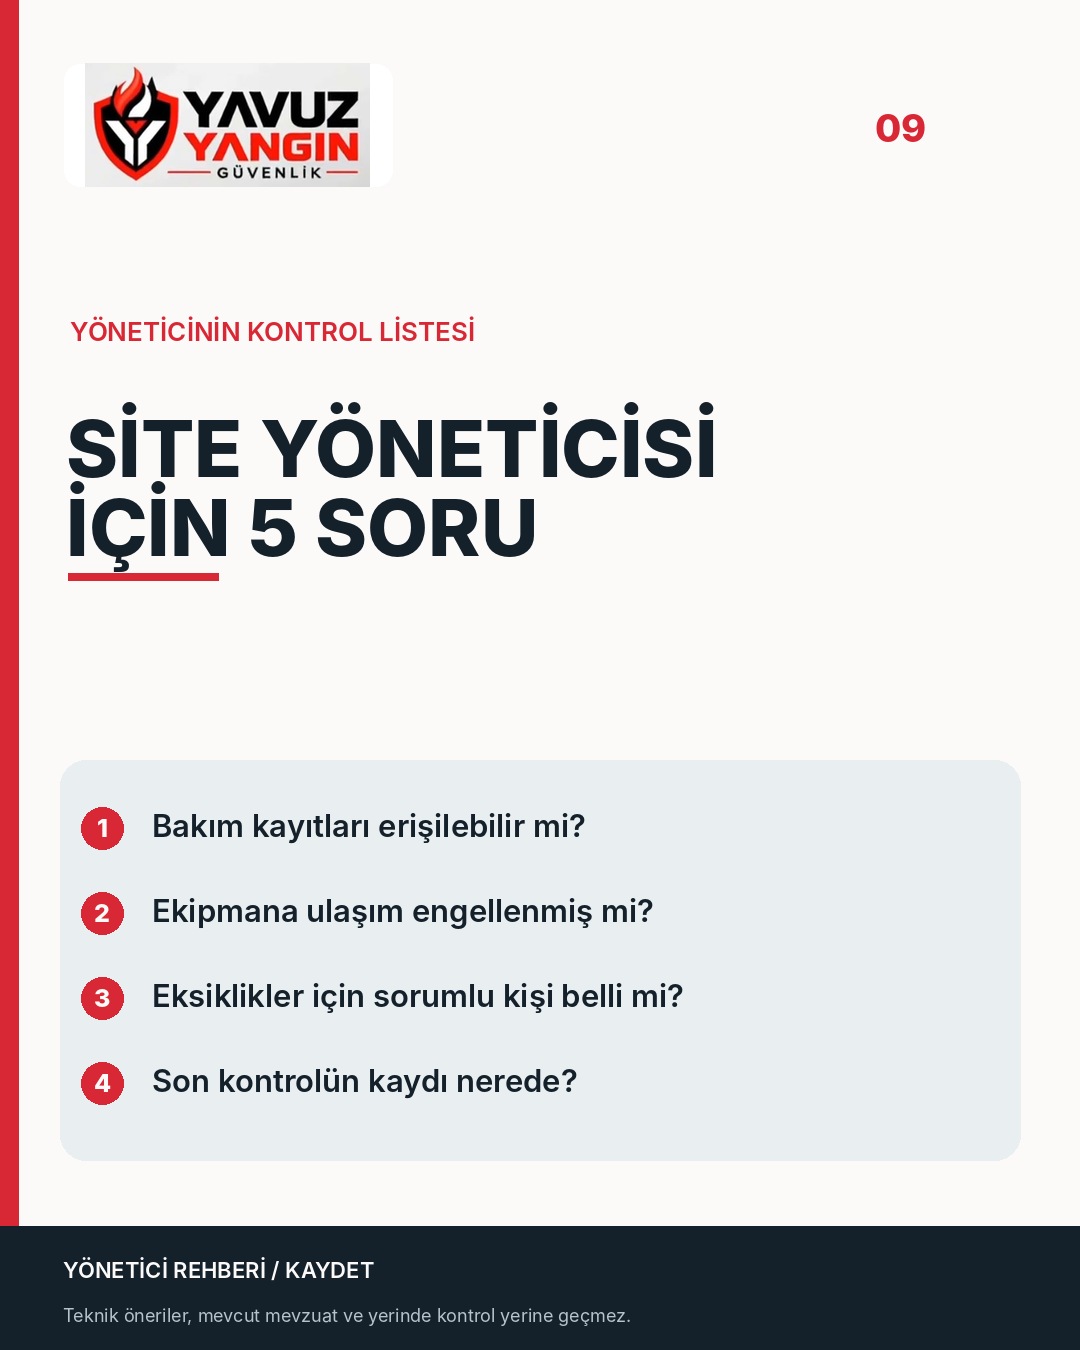 YAVUZ
YANGIN
GÜVENLİK
09
YÖNETİCİNİN KONTROL LİSTESİ
SİTE YÖNETİCİSİ
İÇİN 5 SORU
1 Bakım kayıtları erişilebilir mi?
2 Ekipmana ulaşım engellenmiş mi?
3 Eksiklikler için sorumlu kişi belli mi?
4 Son kontrolün kaydı nerede?
YÖNETİCİ REHBERİ / KAYDET
Teknik öneriler, mevcut mevzuat ve yerinde kontrol yerine geçmez.